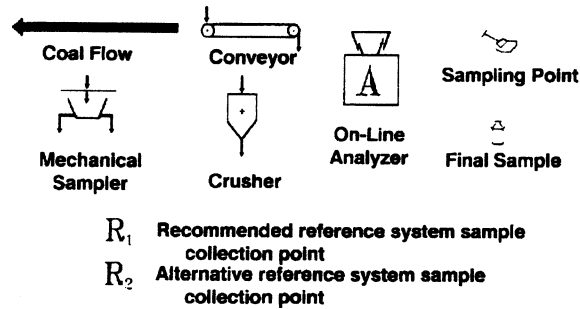 Coal Flow
Conveyor
A
Sampling Point
Mechanical
Sampler
Crusher
On-Line
Analyzer
Final Sample
R1 Recommended reference system sample
collection point
R2 Alternative reference system sample
collection point